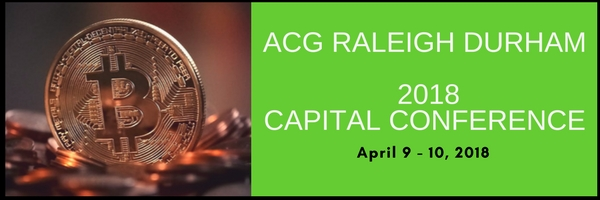 ACG RALEIGH DURHAM
2018
CAPITAL CONFERENCE
April 9 - 10, 2018